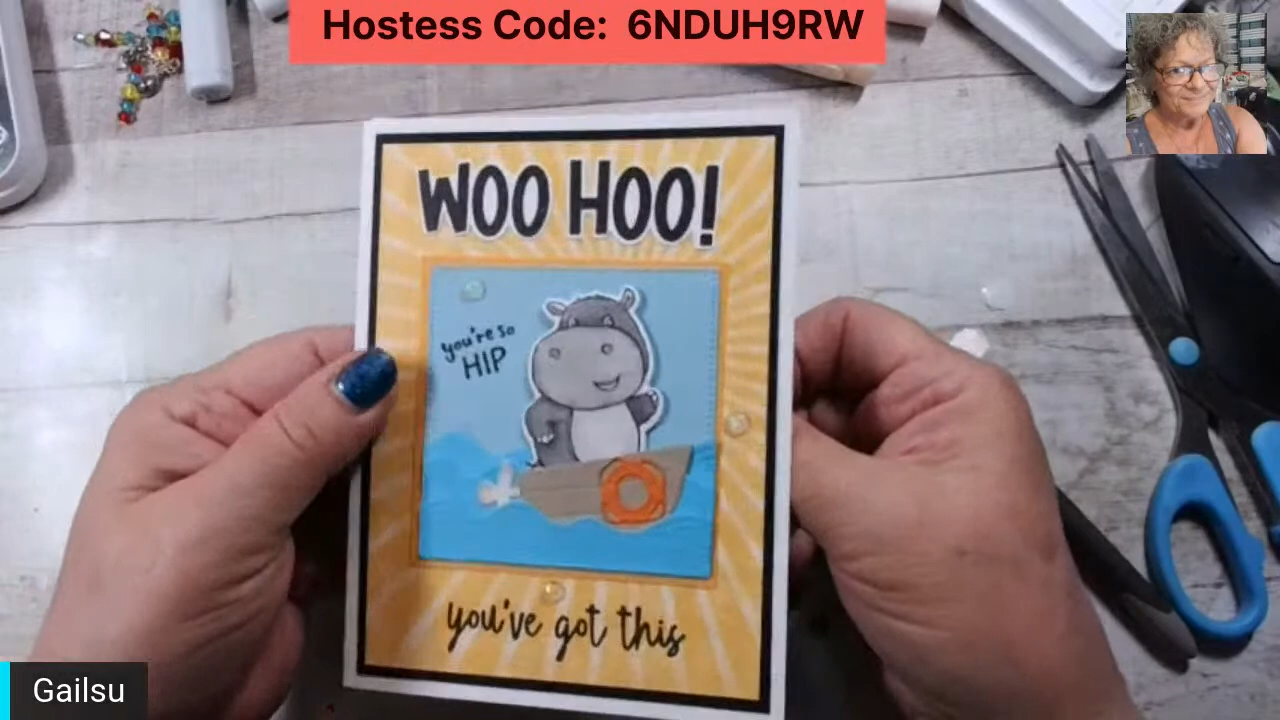 Hostess Code: 6NDUH9RW
WOO HOO!
you're so
HIP
you've got this
Gailsu